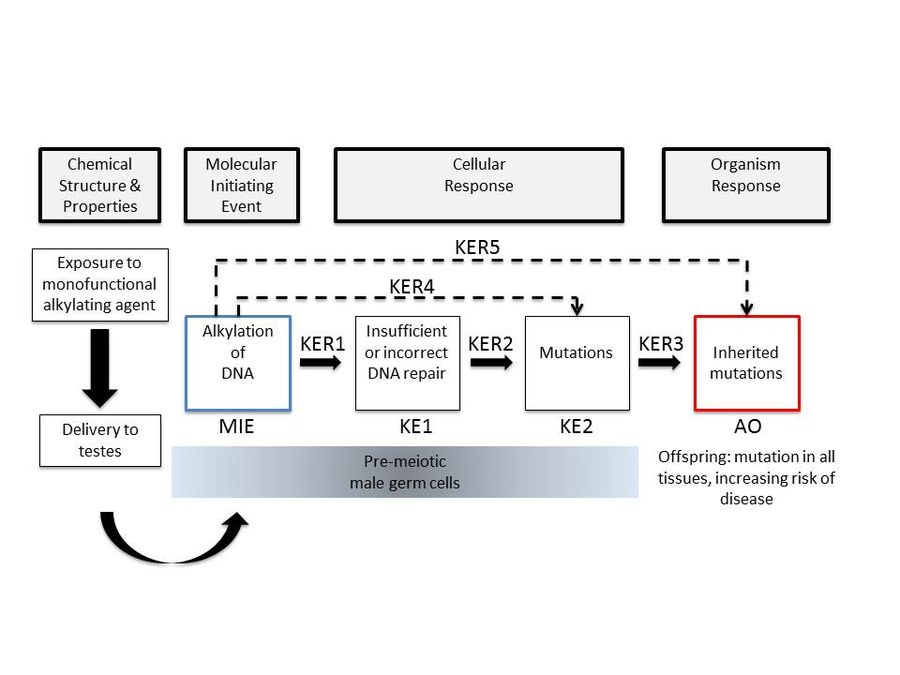 Chemical
Structure &
Properties
Molecular
Initiating
Event
Cellular
Response
Organism
Response
KER5
KER4
Exposure to
monofunctional
alkylating agent
Alkylation
of
DNA
KER1
Insufficient
or incorrect
DNA repair
KER2
Mutations
KER3
Inherited
mutations
MIE
KE1
KE2
AO
Delivery to
testes
Pre-meiotic
male germ cells
Offspring: mutation in all
tissues, increasing risk of
disease